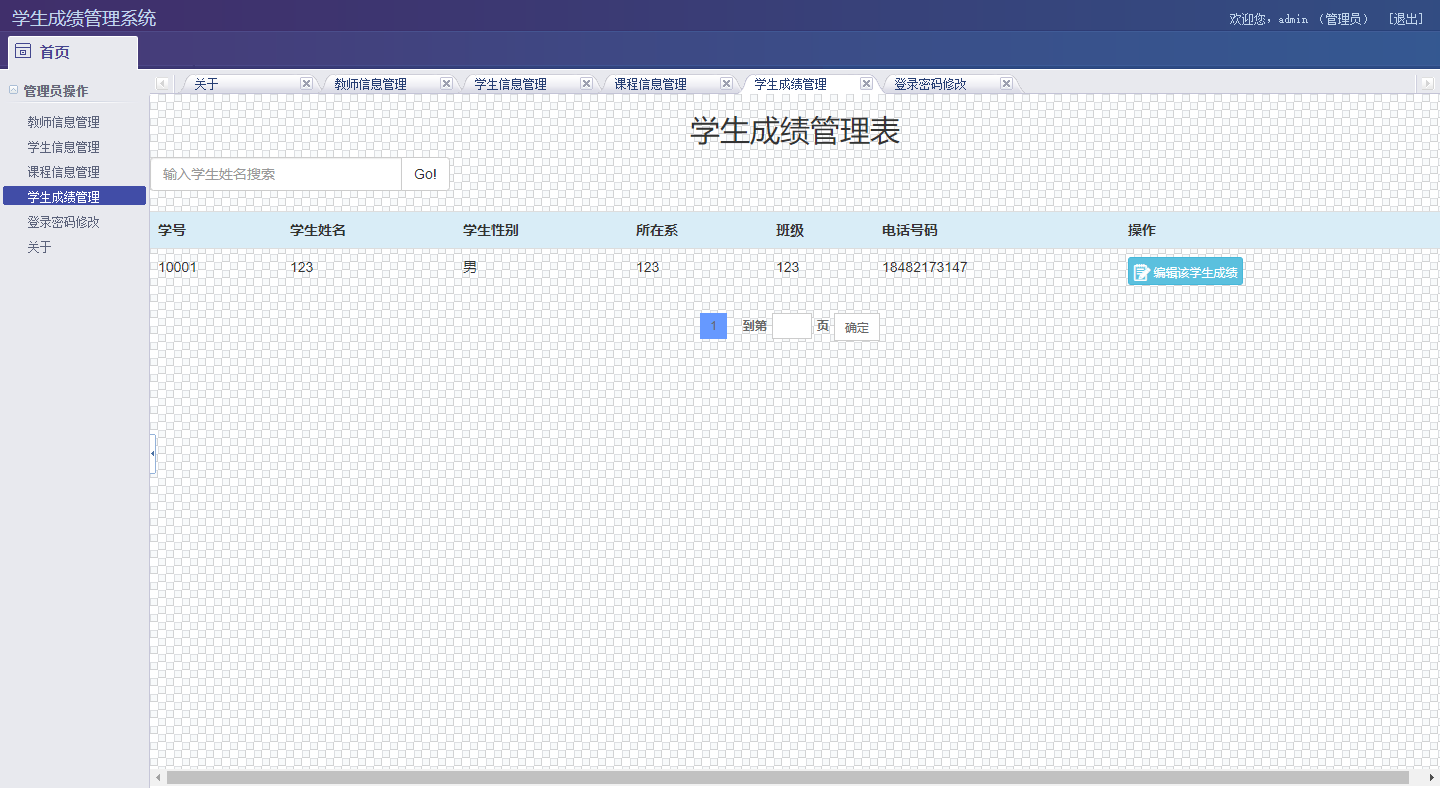 学生成绩管理系统
欢迎您，admin （管理员） [退出]
首页
管理员操作
教师信息管理
学生信息管理
课程信息管理
学生成绩管理
登录密码修改
关于
关于 教师信息管理 学生信息管理 课程信息管理 学生成绩管理 登录密码修改
学生成绩管理表
输入学生姓名搜索 Go!
学号 学生姓名 学生性别 所在系 班级 电话号码 操作
10001 123 男 123 123 18482173147 编辑该学生成绩
1 到第 页 确定